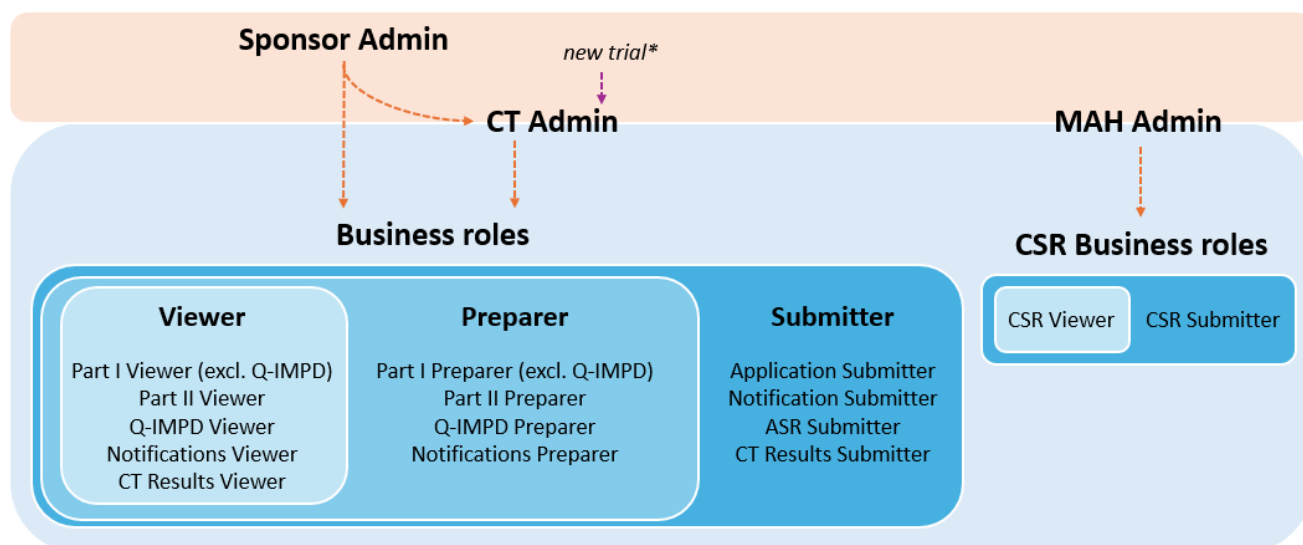 Sponsor Admin
new trial*
CT Admin
MAH Admin
Business roles
CSR Business roles
Viewer
Part I Viewer (excl. Q-IMPD)
Part II Viewer
Q-IMPD Viewer
Notifications Viewer
CT Results Viewer
Preparer
Part I Preparer (excl. Q-IMPD)
Part II Preparer
Q-IMPD Preparer
Notifications Preparer
Submitter
Application Submitter
Notification Submitter
ASR Submitter
CT Results Submitter
CSR Viewer
CSR Submitter